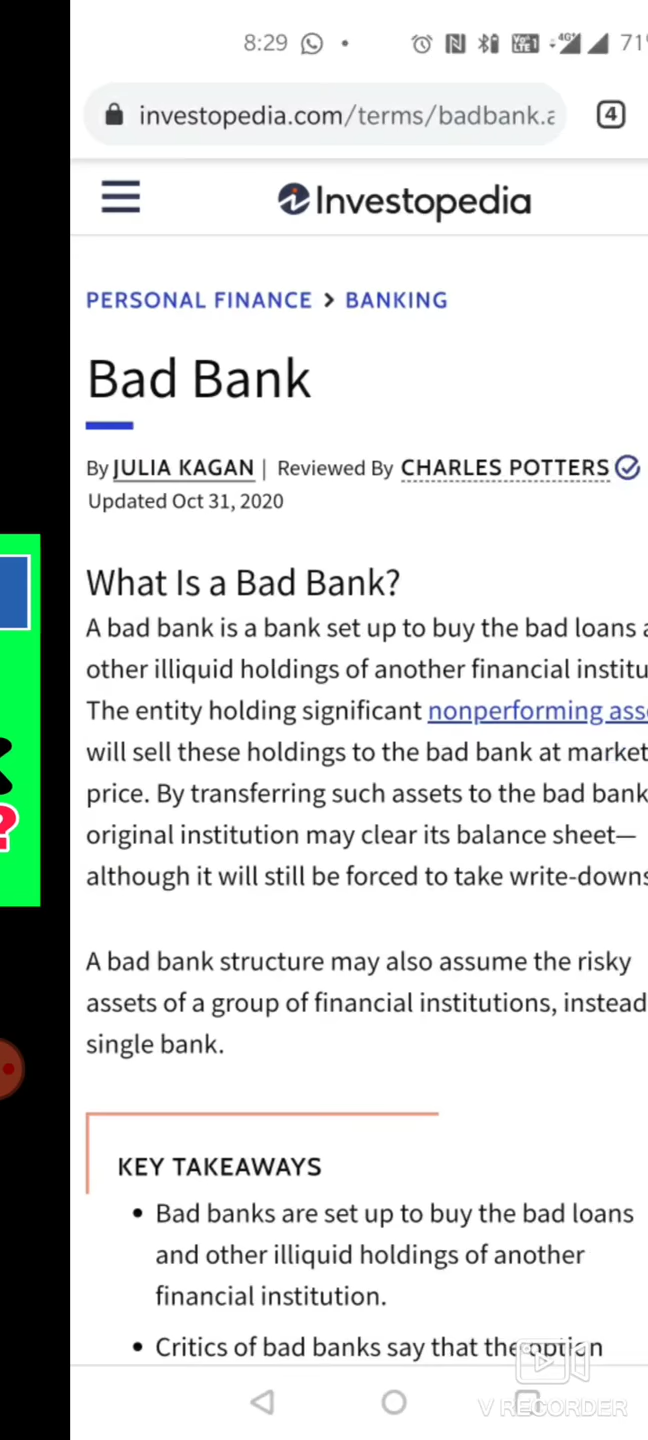 8:29
VoLTE1
4G+
71
investopedia.com/terms/badbank.a
4
Investopedia
PERSONAL FINANCE > BANKING
Bad Bank
By JULIA KAGAN | Reviewed By CHARLES POTTERS
Updated Oct 31, 2020
What Is a Bad Bank?
A bad bank is a bank set up to buy the bad loans a
other illiquid holdings of another financial institu
The entity holding significant nonperforming ass
will sell these holdings to the bad bank at market
price. By transferring such assets to the bad bank
original institution may clear its balance sheet—
although it will still be forced to take write-downs
A bad bank structure may also assume the risky
assets of a group of financial institutions, instead
single bank.
KEY TAKEAWAYS
• Bad banks are set up to buy the bad loans
and other illiquid holdings of another
financial institution.
• Critics of bad banks say that the option
V RECORDER
?